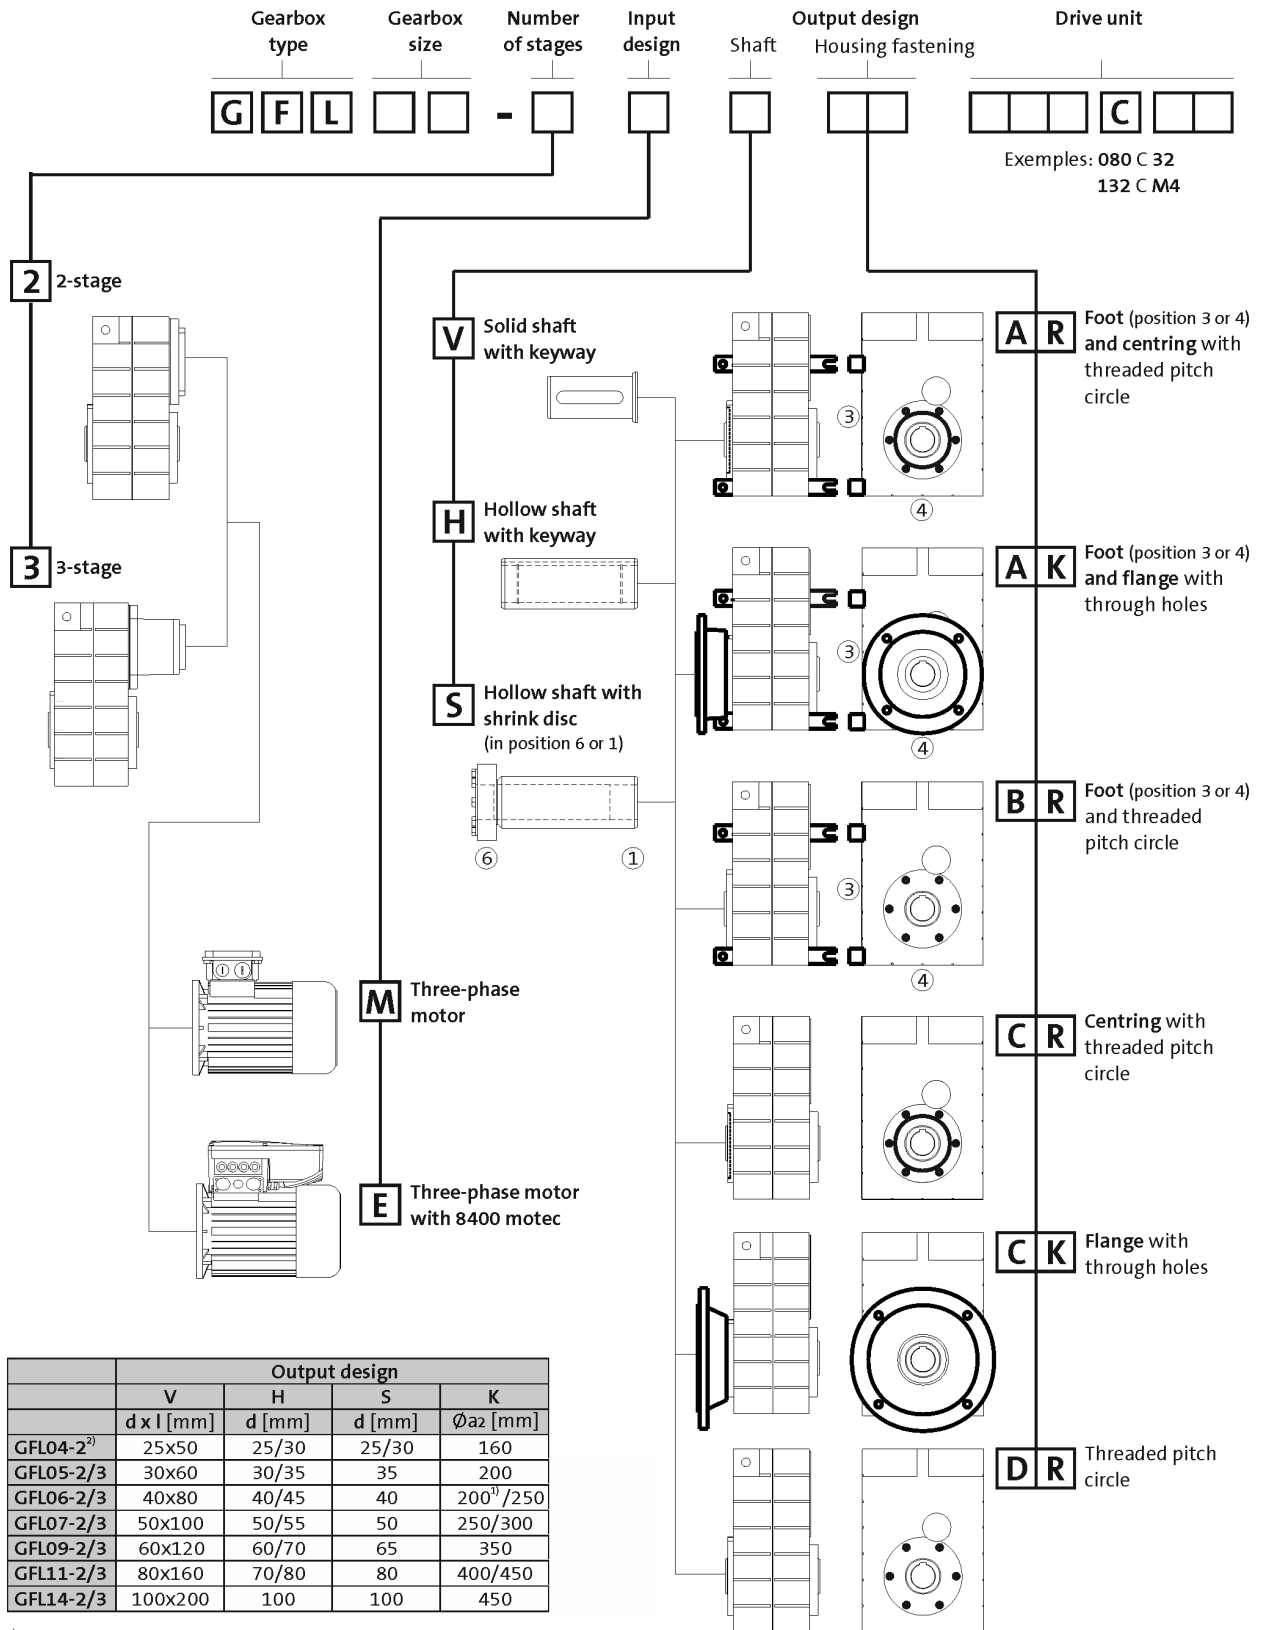 Gearbox type
Gearbox size
Number of stages
Input design
Output design
Shaft
Housing fastening
Drive unit
G F L - C
Exemples: 080 C 32
132 C M4
2 2-stage
3 3-stage
V Solid shaft
with keyway
H Hollow shaft
with keyway
S Hollow shaft with
shrink disc
(in position 6 or 1)
6 1
M Three-phase
motor
E Three-phase motor
with 8400 motec
A R Foot (position 3 or 4)
and centring with
threaded pitch
circle
3
4
A K Foot (position 3 or 4)
and flange with
through holes
3
4
B R Foot (position 3 or 4)
and threaded
pitch circle
3
4
C R Centring with
threaded pitch
circle
C K Flange with
through holes
D R Threaded pitch
circle
Output design
V H S K
d x l [mm] d [mm] d [mm] Øa2 [mm]
GFL04-2²⁾ 25x50 25/30 25/30 160
GFL05-2/3 30x60 30/35 35 200
GFL06-2/3 40x80 40/45 40 200¹⁾/250
GFL07-2/3 50x100 50/55 50 250/300
GFL09-2/3 60x120 60/70 65 350
GFL11-2/3 80x160 70/80 80 400/450
GFL14-2/3 100x200 100 100 450